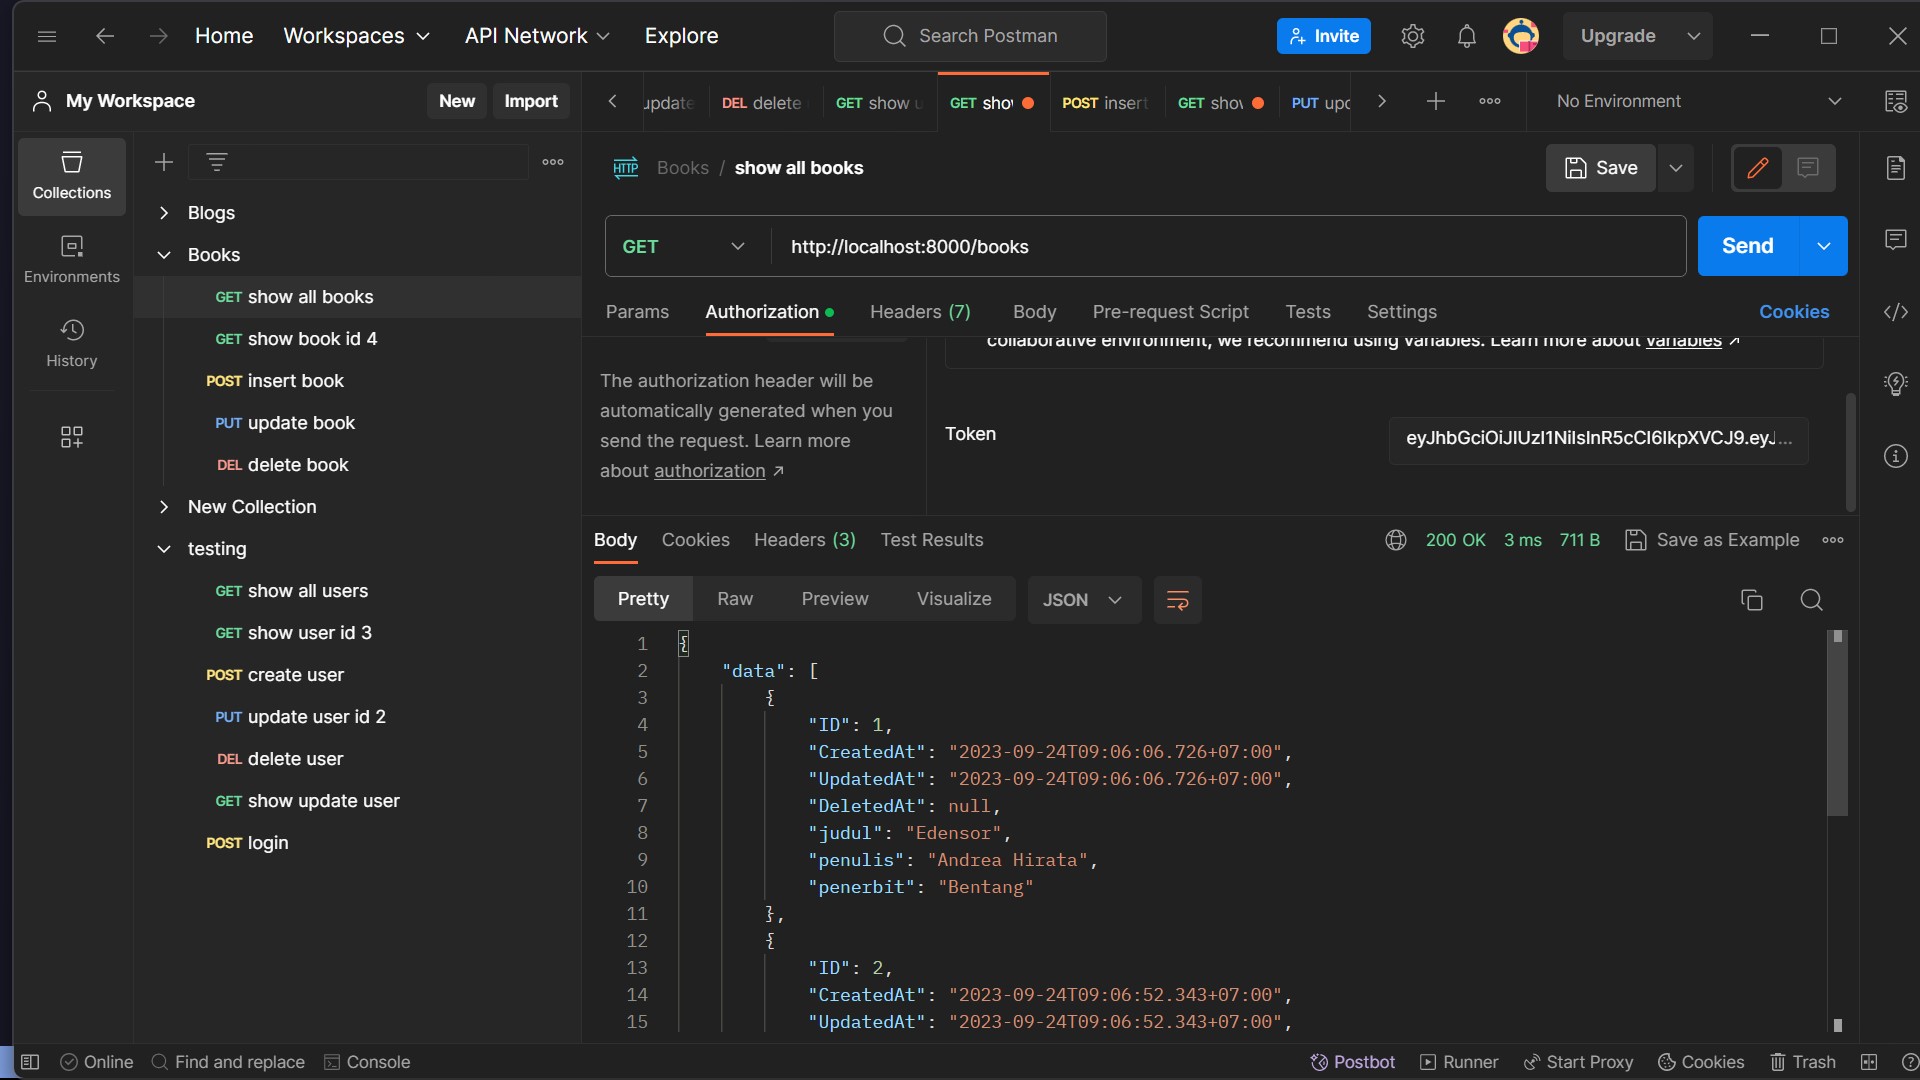 Home
Workspaces
API Network
Explore
Search Postman
Invite
Upgrade
My Workspace
New
Import
update
DEL delete
GET show u
GET show
POST insert
GET show
PUT upd
No Environment
Collections
Environments
History
Blogs
Books
GET show all books
GET show book id 4
POST insert book
PUT update book
DEL delete book
New Collection
testing
GET show all users
GET show user id 3
POST create user
PUT update user id 2
DEL delete user
GET show update user
POST login
HTTP
Books / show all books
Save
GET
http://localhost:8000/books
Send
Params
Authorization
Headers (7)
Body
Pre-request Script
Tests
Settings
Cookies
The authorization header will be
automatically generated when you
send the request. Learn more
about authorization ↗
collaborative environment, we recommend using variables. Learn more about variables ↗
Token
Body
Cookies
Headers (3)
Test Results
200 OK
3 ms
711 B
Save as Example
Pretty
Raw
Preview
Visualize
JSON
1 {
2 "data": [
3 {
4 "ID": 1,
5 "CreatedAt": "2023-09-24T09:06:06.726+07:00",
6 "UpdatedAt": "2023-09-24T09:06:06.726+07:00",
7 "DeletedAt": null,
8 "judul": "Edensor",
9 "penulis": "Andrea Hirata",
10 "penerbit": "Bentang"
11 },
12 {
13 "ID": 2,
14 "CreatedAt": "2023-09-24T09:06:52.343+07:00",
15 "UpdatedAt": "2023-09-24T09:06:52.343+07:00",
Online
Find and replace
Console
Postbot
Runner
Start Proxy
Cookies
Trash